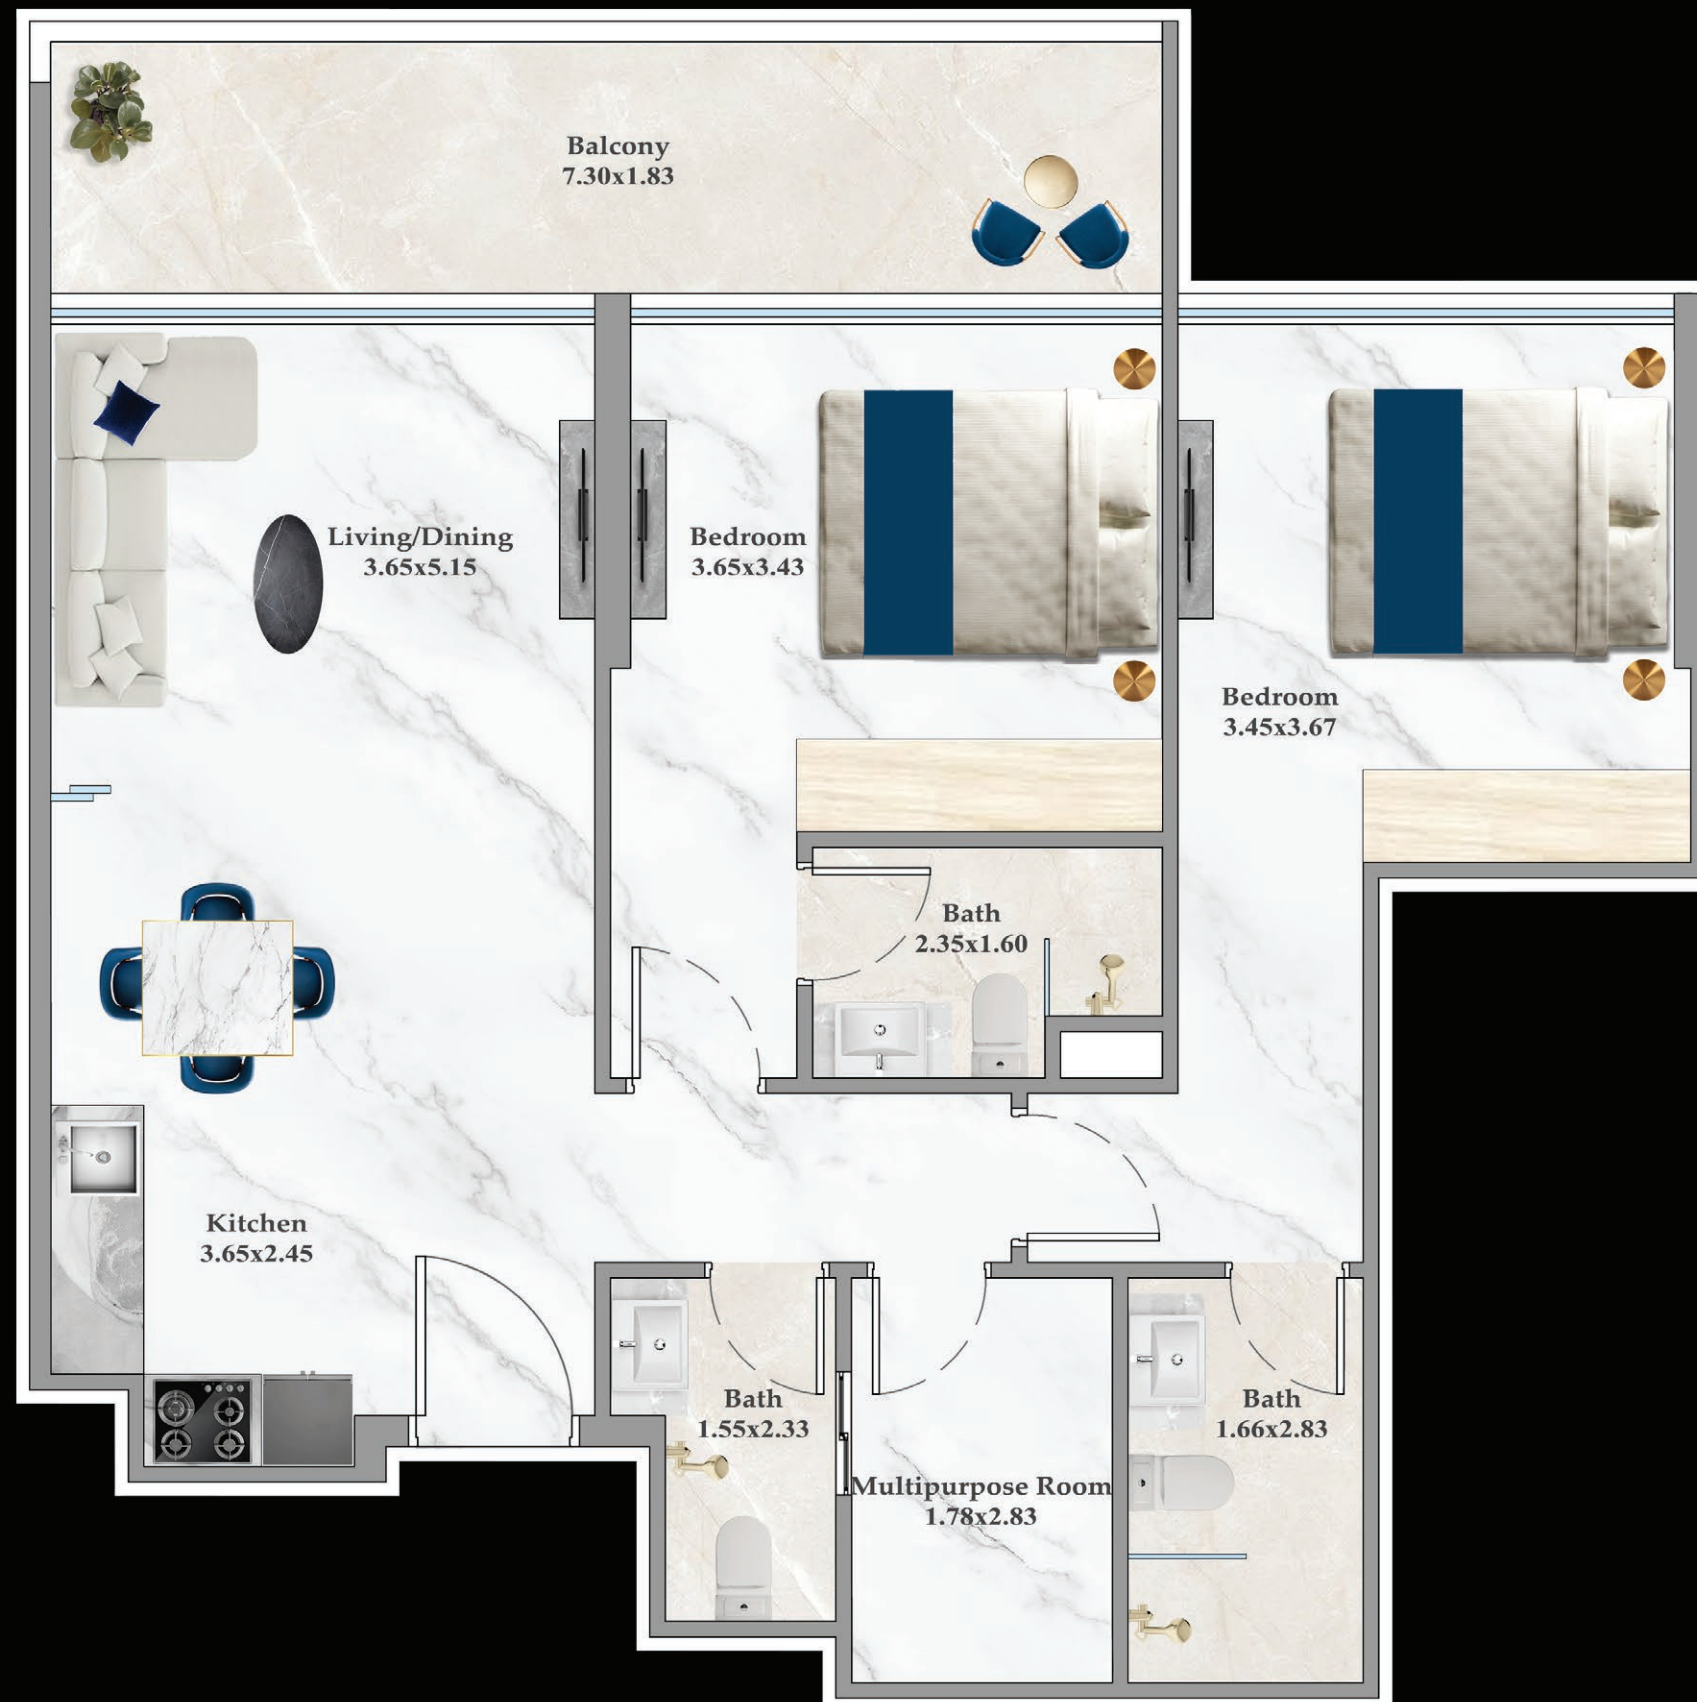 Balcony
7.30x1.83
Living/Dining
3.65x5.15
Bedroom
3.65x3.43
Bedroom
3.45x3.67
Bath
2.35x1.60
Kitchen
3.65x2.45
Bath
1.55x2.33
Multipurpose Room
1.78x2.83
Bath
1.66x2.83